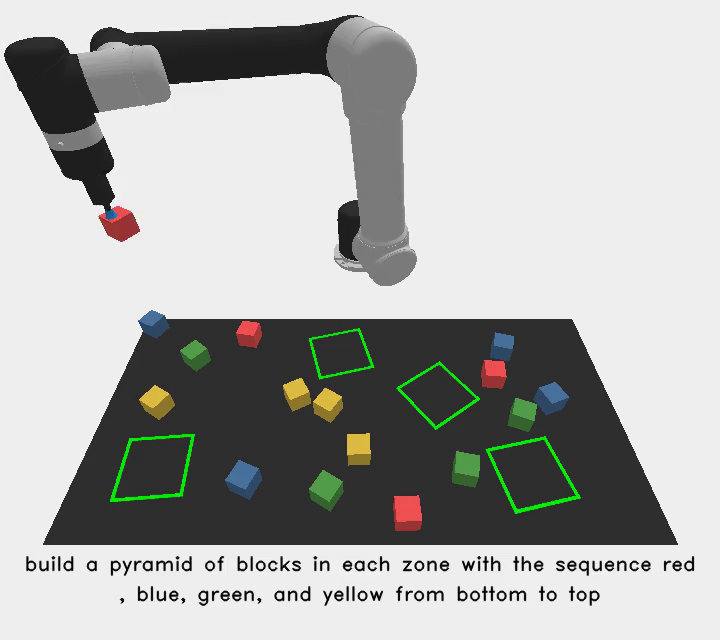 build a pyramid of blocks in each zone with the sequence red
, blue, green, and yellow from bottom to top